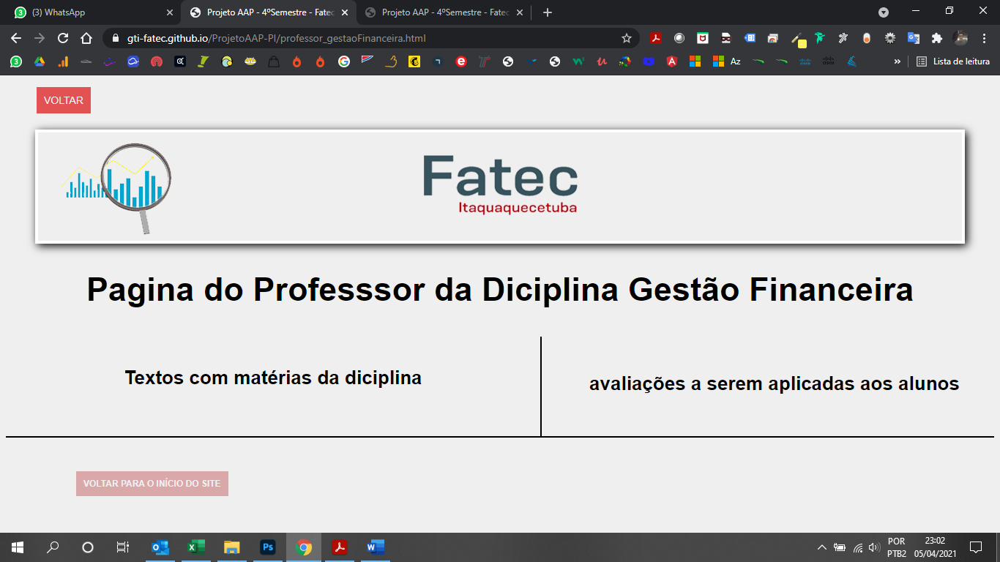 (3) WhatsApp
Projeto AAP - 4ºSemestre - Fatec
Projeto AAP - 4ºSemestre - Fatec
gti-fatec.github.io/ProjetoAAP-PI/professor_gestaoFinanceira.html
Az
Lista de leitura
VOLTAR
Fatec
Itaquaquecetuba
Pagina do Professsor da Diciplina Gestão Financeira
Textos com matérias da diciplina
avaliações a serem aplicadas aos alunos
VOLTAR PARA O INÍCIO DO SITE
POR
PTB2
23:02
05/04/2021